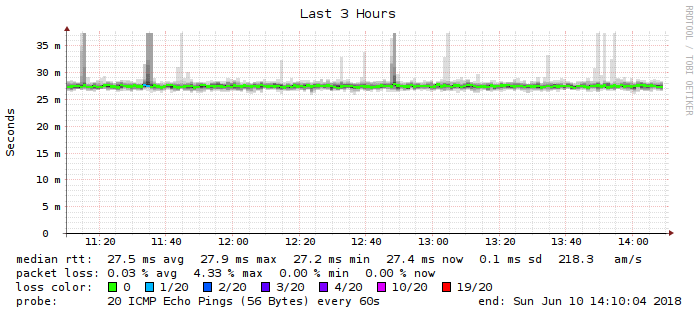 Last 3 Hours
RRDTOOL / TOBI OETIKER
Seconds
35 m
30 m
25 m
20 m
15 m
10 m
5 m
0
11:20 11:40 12:00 12:20 12:40 13:00 13:20 13:40 14:00
median rtt: 27.5 ms avg 27.9 ms max 27.2 ms min 27.4 ms now 0.1 ms sd 218.3 am/s
packet loss: 0.03 % avg 4.33 % max 0.00 % min 0.00 % now
loss color: 0 1/20 2/20 3/20 4/20 10/20 19/20
probe: 20 ICMP Echo Pings (56 Bytes) every 60s end: Sun Jun 10 14:10:04 2018